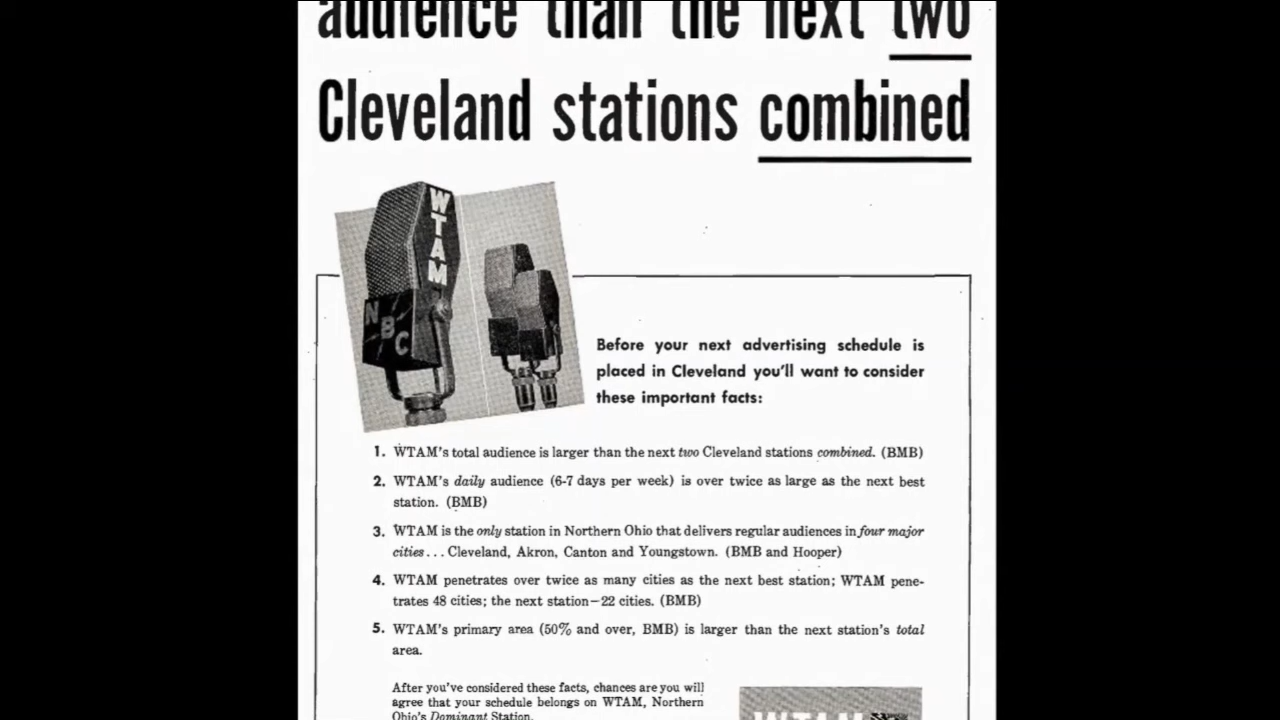 audience than the next two
Cleveland stations combined
WTAM
NBC
Before your next advertising schedule is
placed in Cleveland you'll want to consider
these important facts:
1. WTAM's total audience is larger than the next two Cleveland stations combined. (BMB)
2. WTAM's daily audience (6-7 days per week) is over twice as large as the next best
station. (BMB)
3. WTAM is the only station in Northern Ohio that delivers regular audiences in four major
cities... Cleveland, Akron, Canton and Youngstown. (BMB and Hooper)
4. WTAM penetrates over twice as many cities as the next best station; WTAM pene-
trates 48 cities; the next station—22 cities. (BMB)
5. WTAM's primary area (50% and over, BMB) is larger than the next station's total
area.
After you've considered these facts, chances are you will
agree that your schedule belongs on WTAM, Northern
Ohio's Dominant Station.
WTAM